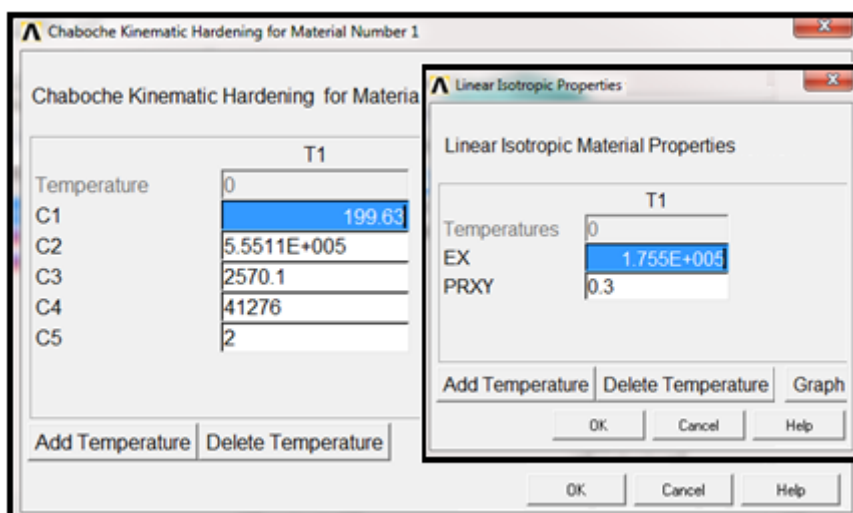 Chaboche Kinematic Hardening for Material Number 1
Chaboche Kinematic Hardening for Materia
T1
Temperature 0
C1 199.63
C2 5.5511E+005
C3 2570.1
C4 41276
C5 2
Add Temperature Delete Temperature
OK Cancel Help
Linear Isotropic Properties
Linear Isotropic Material Properties
T1
Temperatures 0
EX 1.755E+005
PRXY 0.3
Add Temperature Delete Temperature Graph
OK Cancel Help